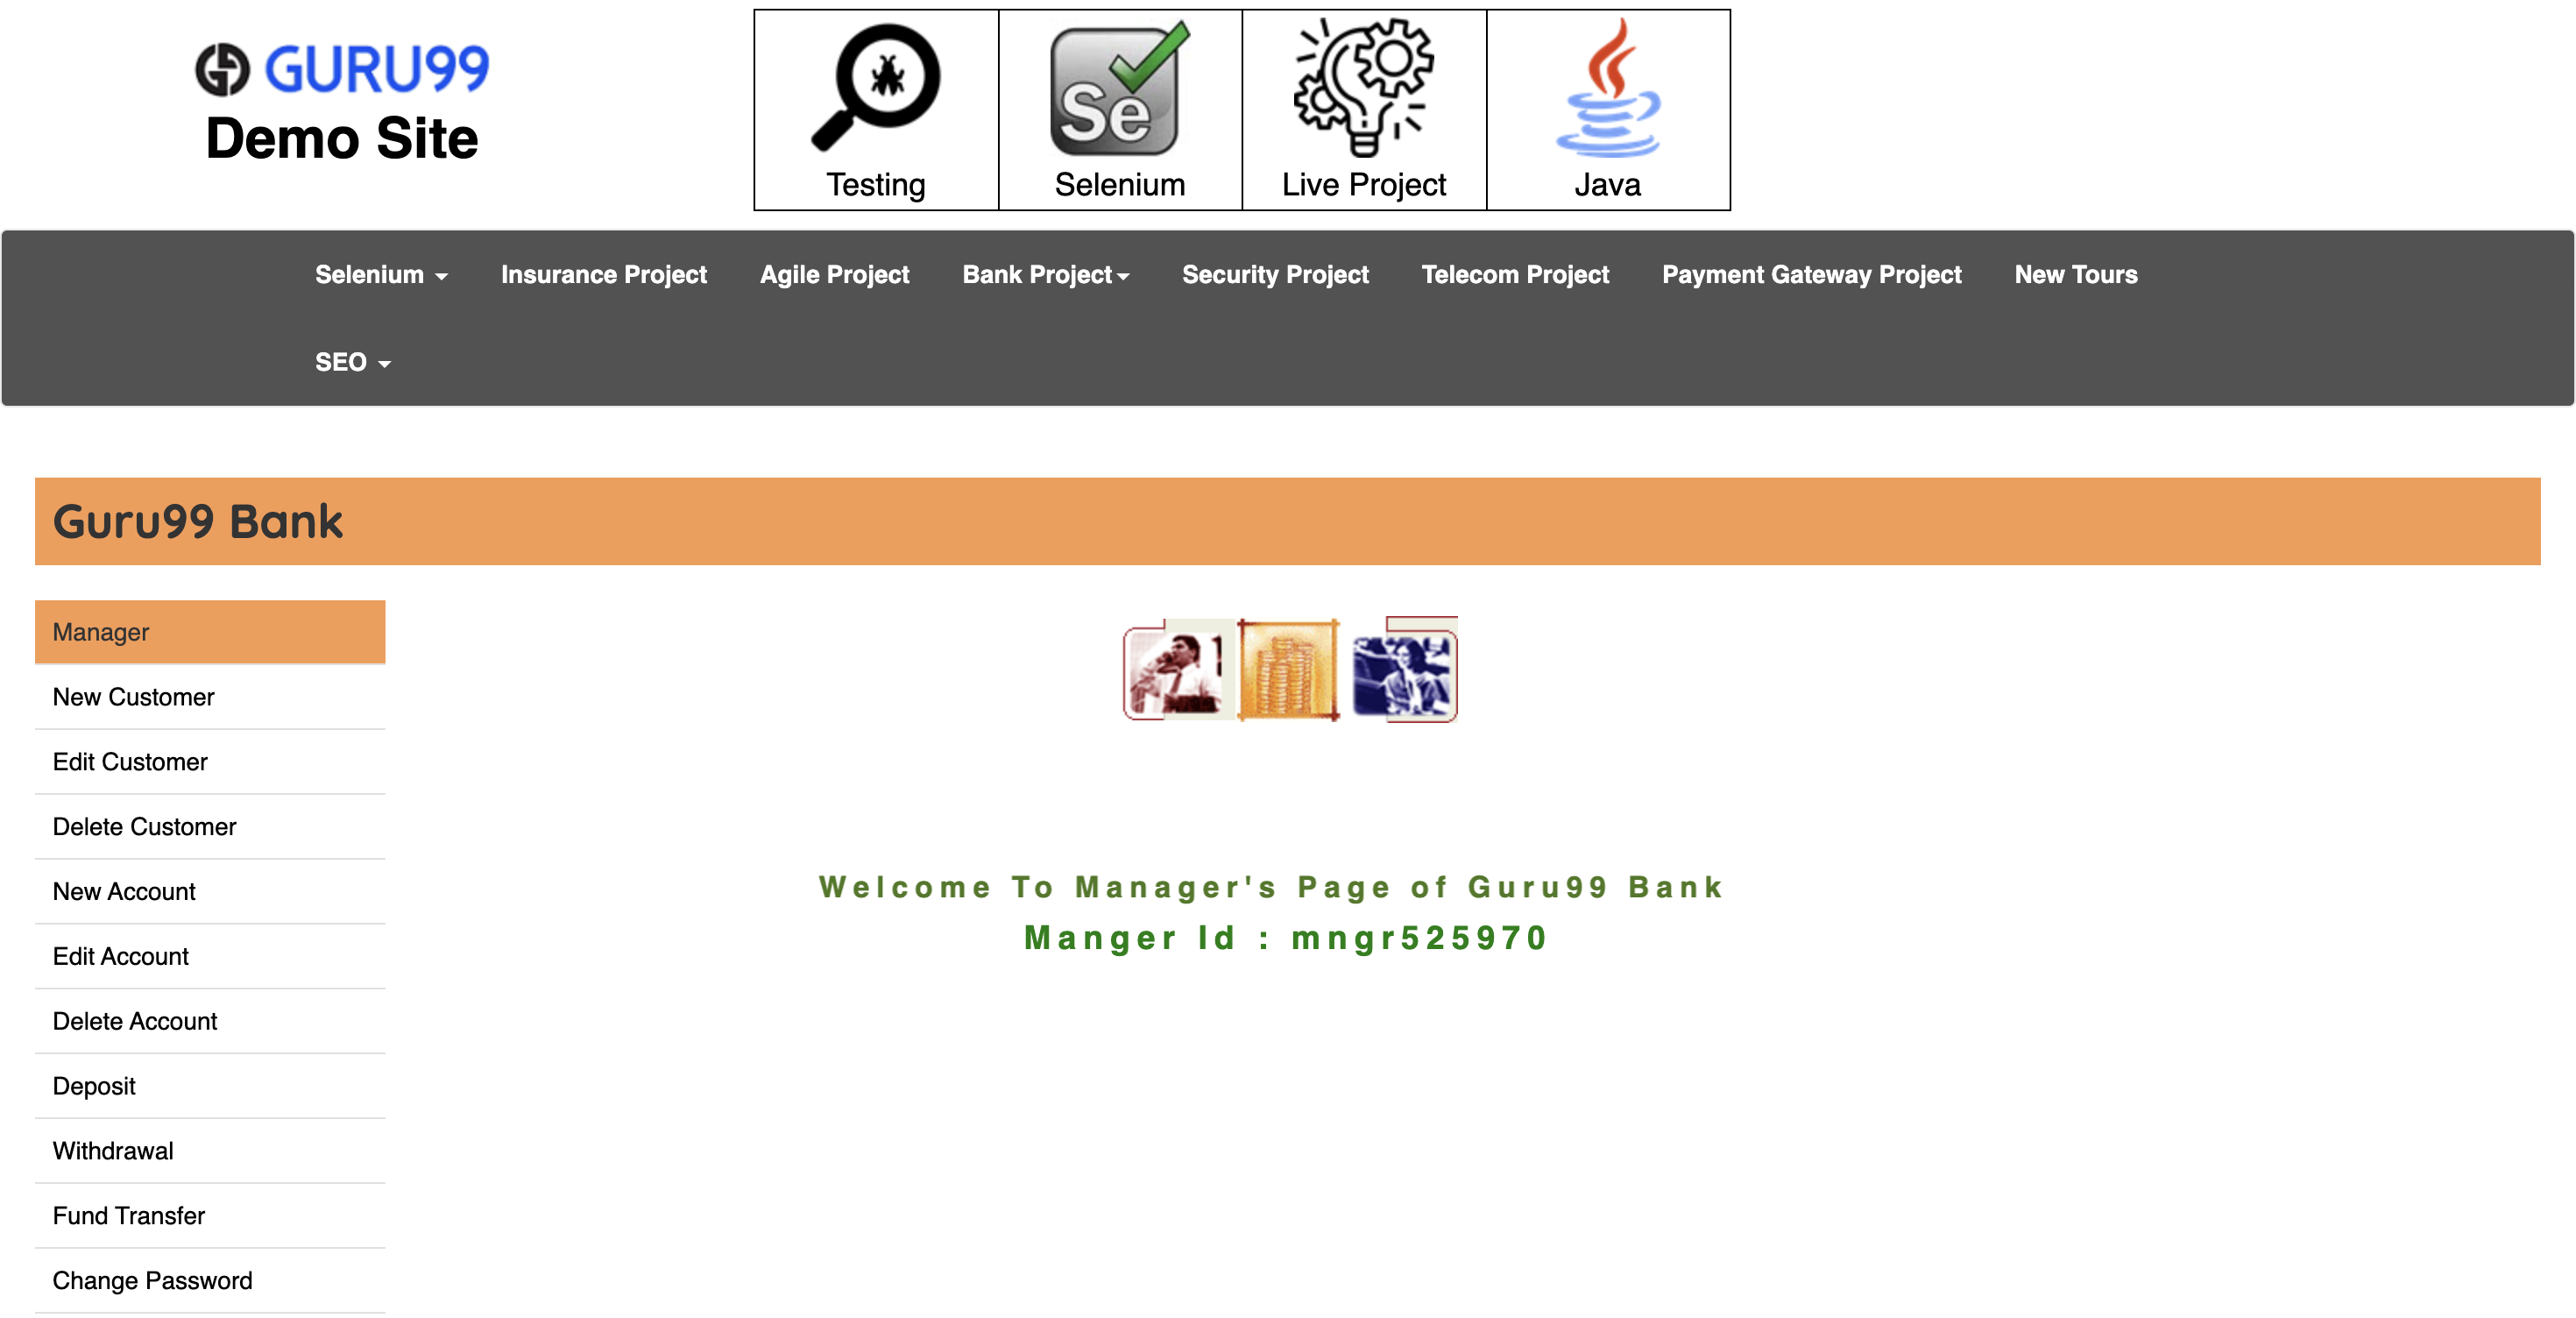 GURU99
Demo Site
Testing
Selenium
Live Project
Java
Selenium
Insurance Project
Agile Project
Bank Project
Security Project
Telecom Project
Payment Gateway Project
New Tours
SEO
Guru99 Bank
Manager
New Customer
Edit Customer
Delete Customer
New Account
Edit Account
Delete Account
Deposit
Withdrawal
Fund Transfer
Change Password
Se
Welcome To Manager's Page of Guru99 Bank
Manger Id : mngr525970